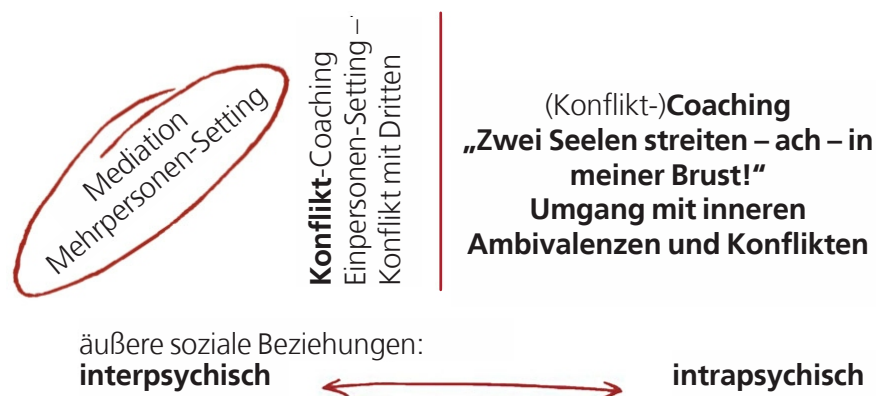 Mediation
Mehrpersonen-Setting
Konflikt-Coaching
Einpersonen-Setting –
Konflikt mit Dritten
(Konflikt-)Coaching
„Zwei Seelen streiten – ach – in
meiner Brust!“
Umgang mit inneren
Ambivalenzen und Konflikten
äußere soziale Beziehungen:
interpsychisch
intrapsychisch